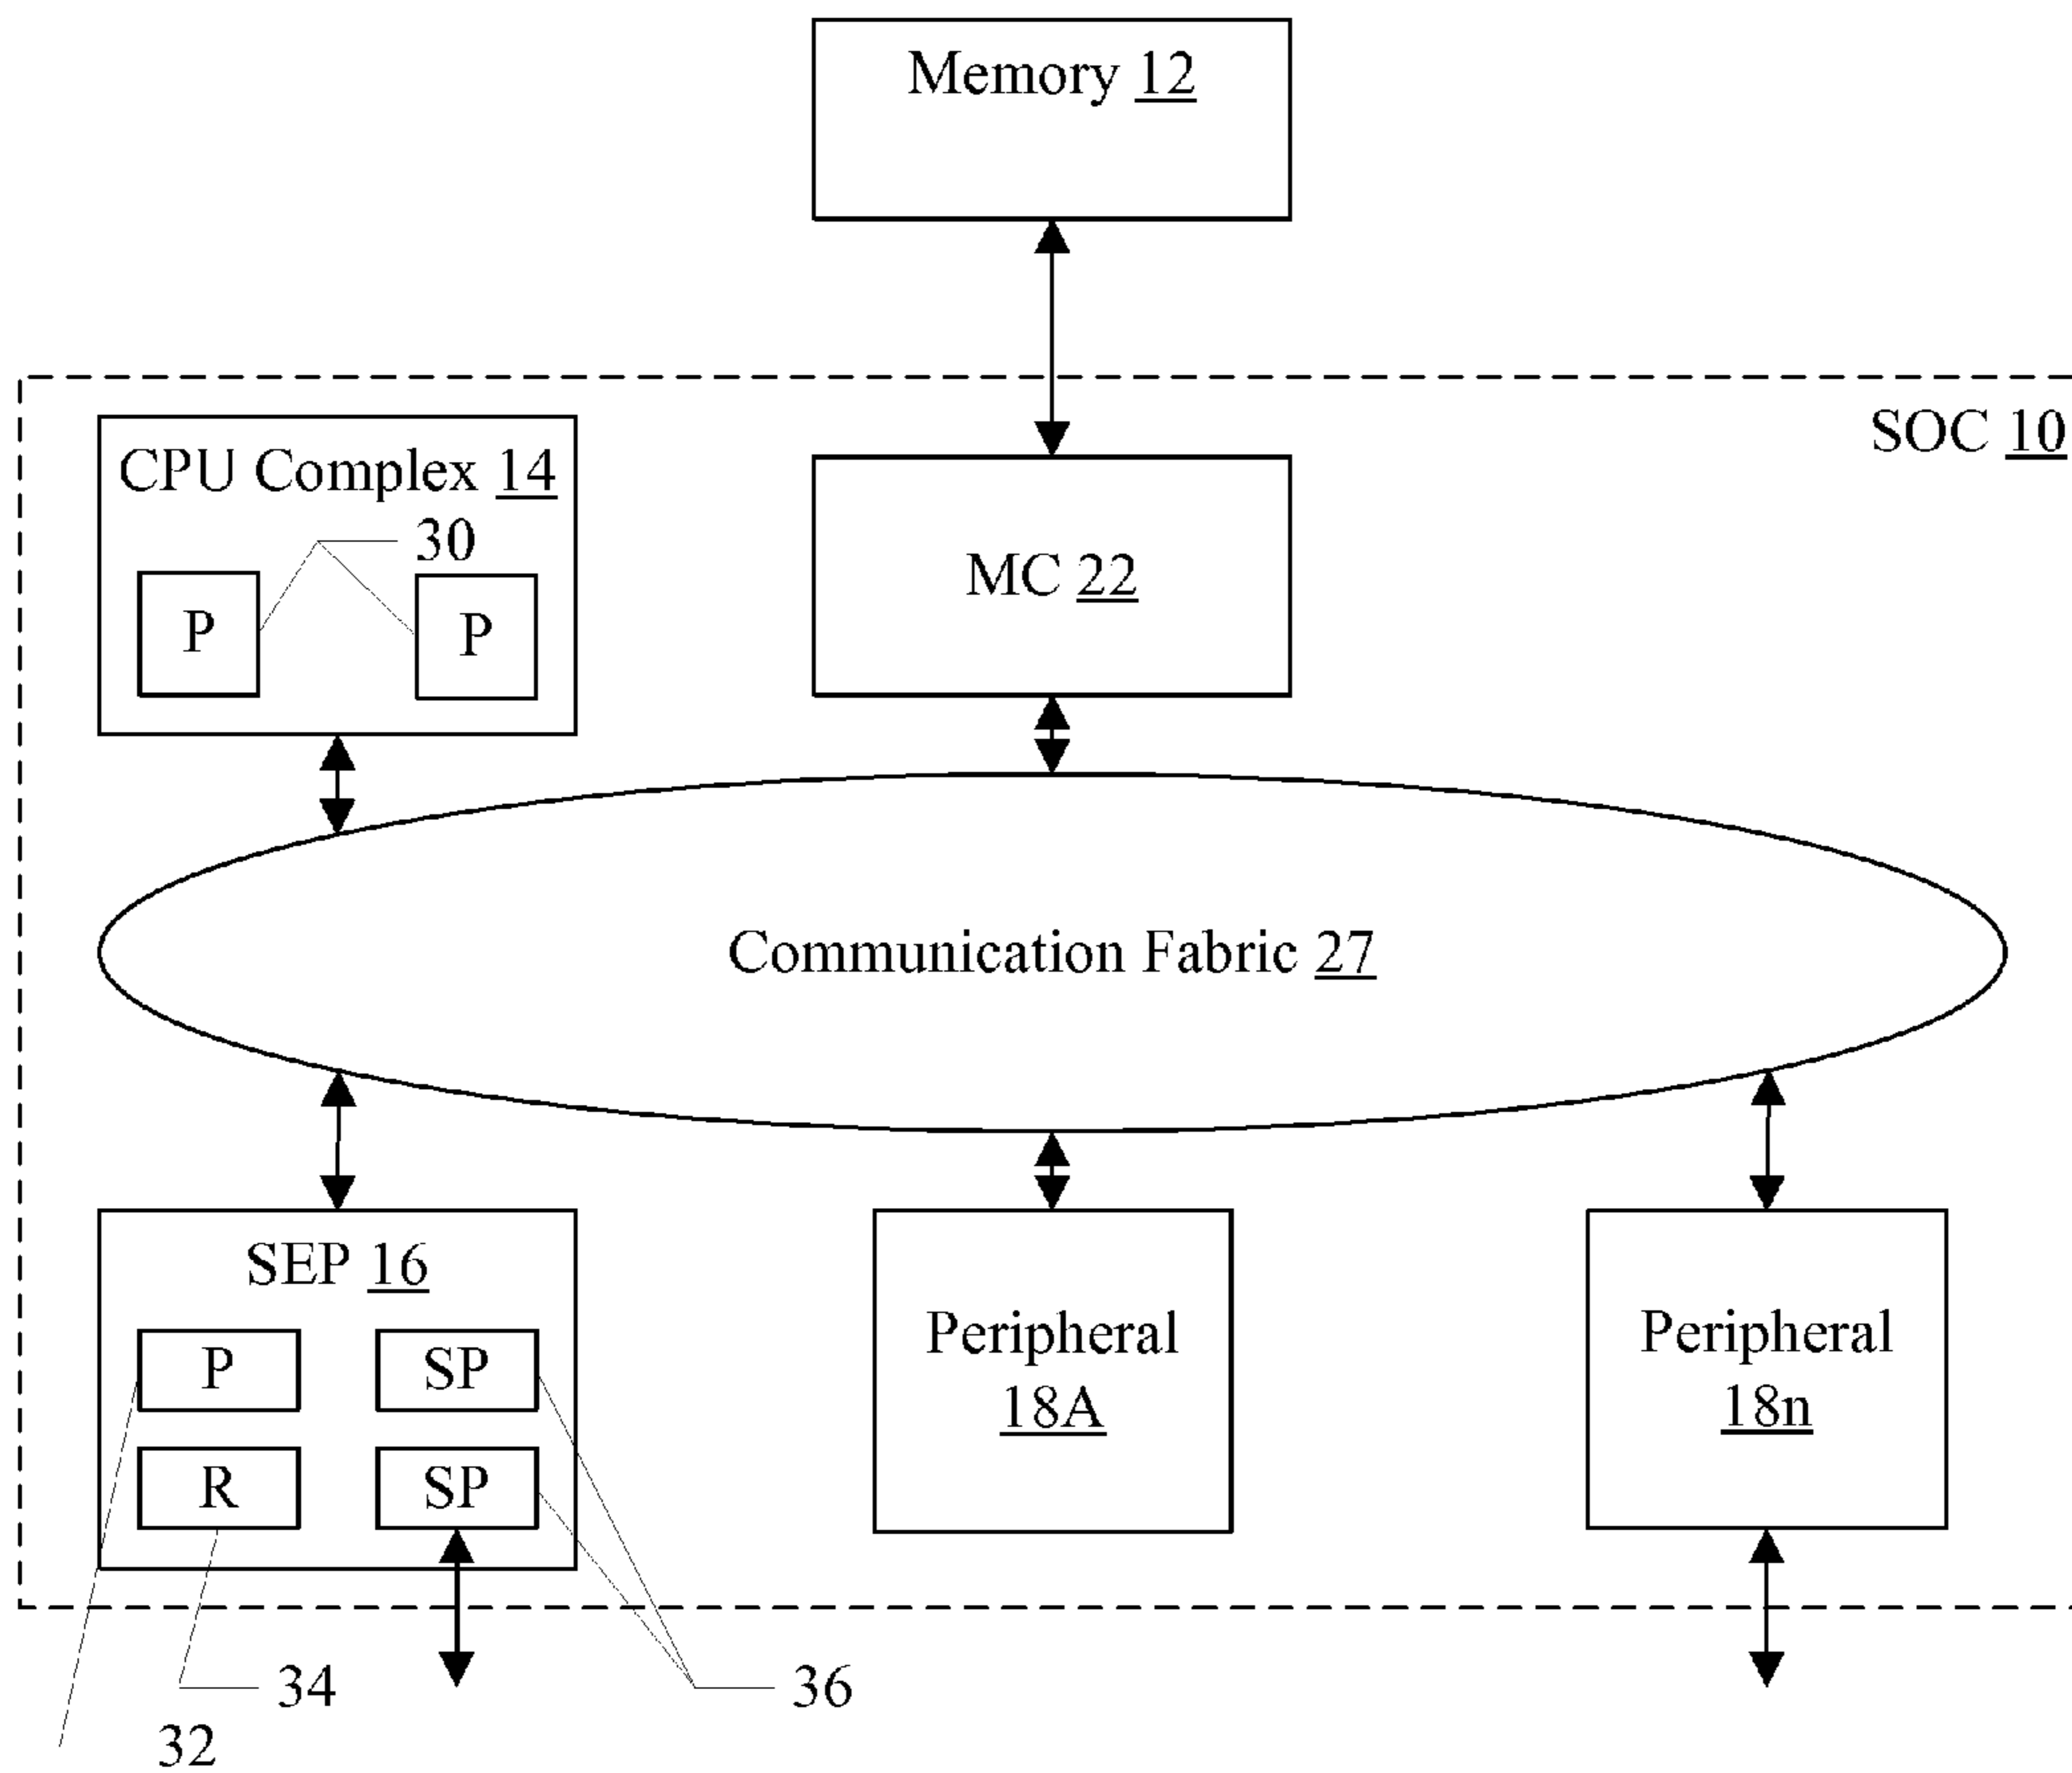 Memory 12
SOC 10
CPU Complex 14
30
P
P
MC 22
Communication Fabric 27
SEP 16
P
SP
R
SP
Peripheral
18A
Peripheral
18n
34
36
32